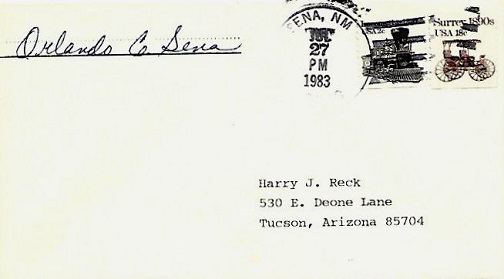 Orlando C Sena
SENA, NM
27
PM
1983
USA 2c
Surrey 1890s
USA 18c
Harry J. Reck
530 E. Deone Lane
Tucson, Arizona 85704